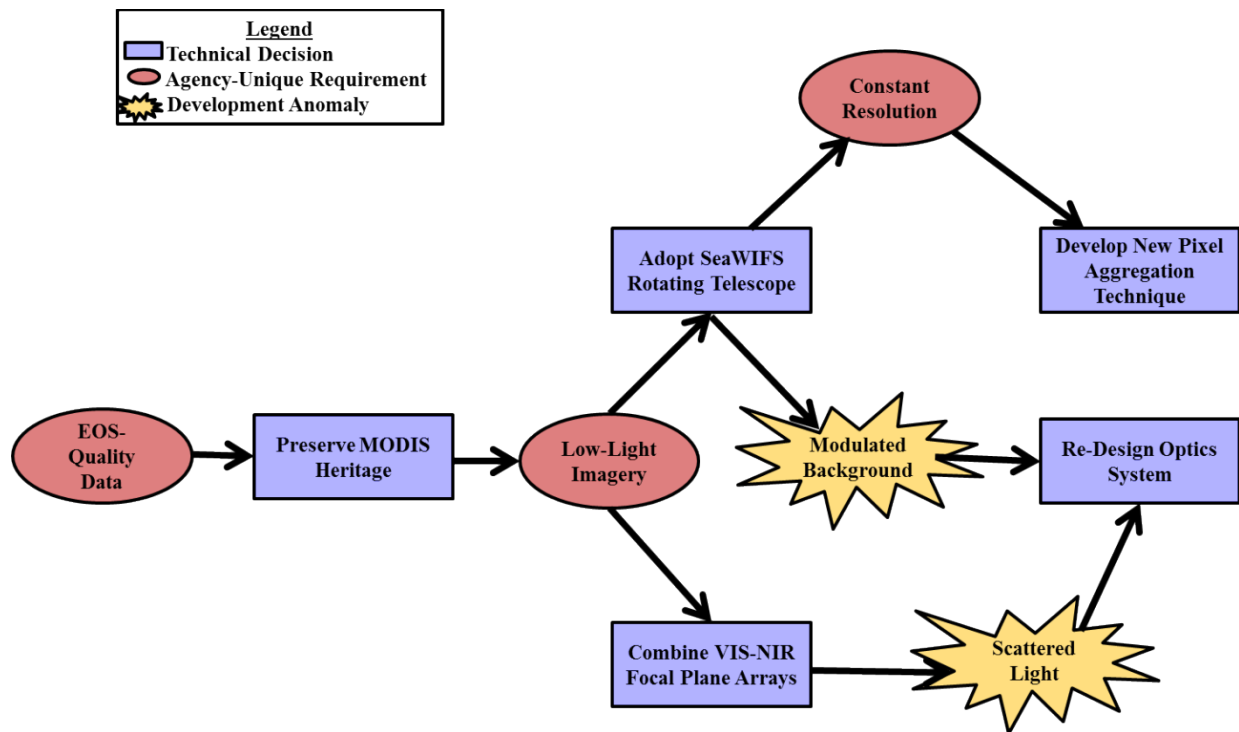 Legend
Technical Decision
Agency-Unique Requirement
Development Anomaly
Constant
Resolution
Adopt SeaWIFS
Rotating Telescope
Develop New Pixel
Aggregation
Technique
EOS-
Quality
Data
Preserve MODIS
Heritage
Low-Light
Imagery
Modulated
Background
Re-Design Optics
System
Combine VIS-NIR
Focal Plane Arrays
Scattered
Light